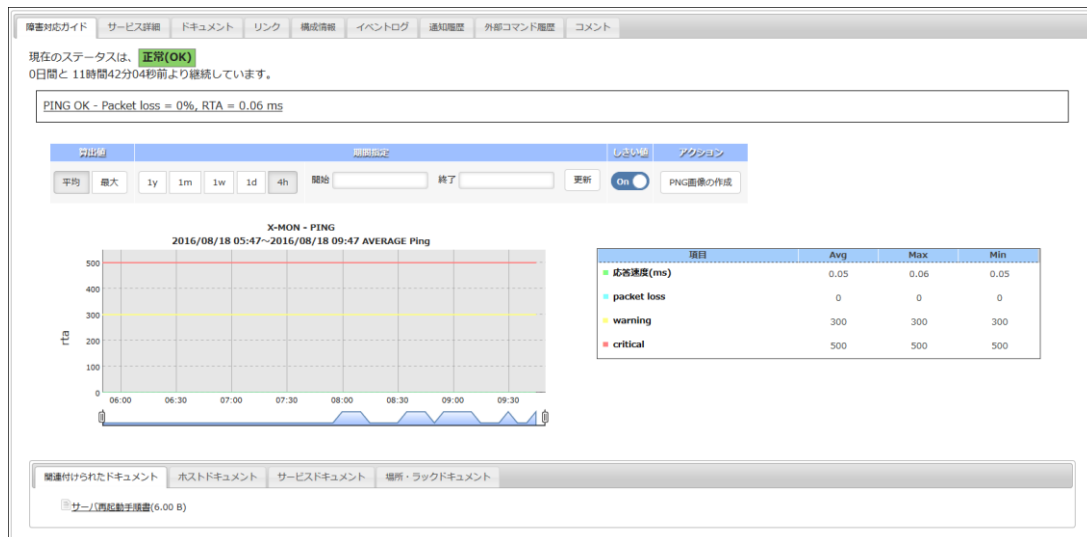 障害対応ガイド サービス詳細 ドキュメント リンク 構成情報 イベントログ 通知履歴 外部コマンド履歴 コメント
現在のステータスは、 正常(OK)
0日間と 11時間42分04秒前より継続しています。
PING OK - Packet loss = 0%, RTA = 0.06 ms
算出値 期間指定 しきい値 アクション
平均 最大 1y 1m 1w 1d 4h 開始 終了 更新 On PNG画像の作成
X-MON - PING
2016/08/18 05:47~2016/08/18 09:47 AVERAGE Ping
500
400
300
200
100
0
rta
06:00 06:30 07:00 07:30 08:00 08:30 09:00 09:30
項目 Avg Max Min
応答速度(ms) 0.05 0.06 0.05
packet loss 0 0 0
warning 300 300 300
critical 500 500 500
関連付けられたドキュメント ホストドキュメント サービスドキュメント 場所・ラックドキュメント
サーバ再起動手順書(6.00 B)